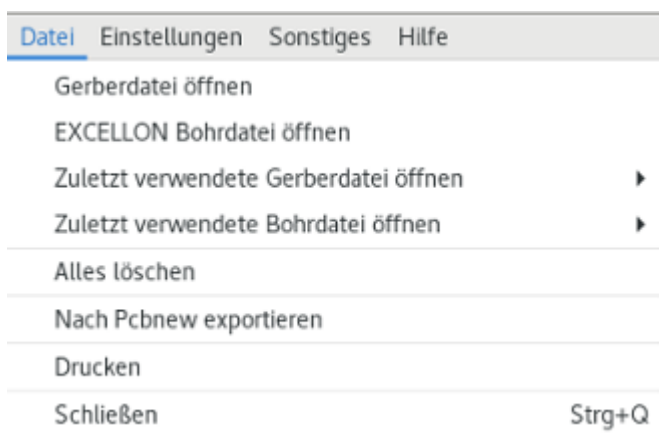 Datei Einstellungen Sonstiges Hilfe
Gerberdatei öffnen
EXCELLON Bohrdatei öffnen
Zuletzt verwendete Gerberdatei öffnen
Zuletzt verwendete Bohrdatei öffnen
Alles löschen
Nach Pcbnew exportieren
Drucken
Schließen Strg+Q